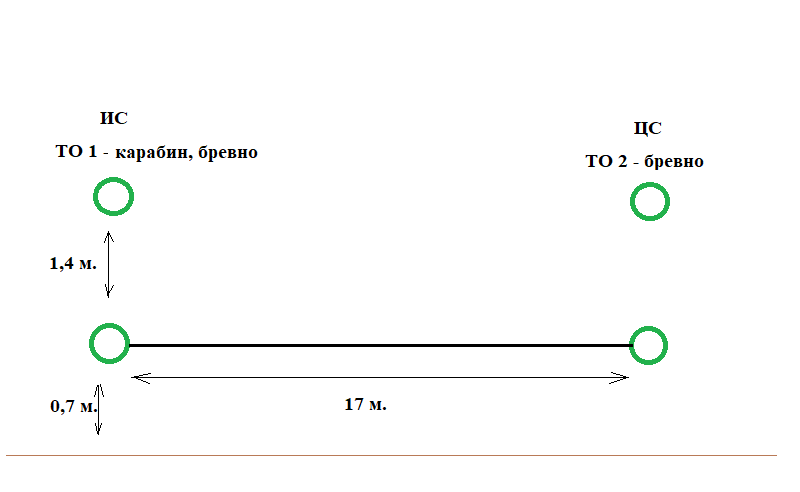 ИС
ТО 1 - карабин, бревно
ЦС
ТО 2 - бревно
1,4 м.
0,7 м.
17 м.